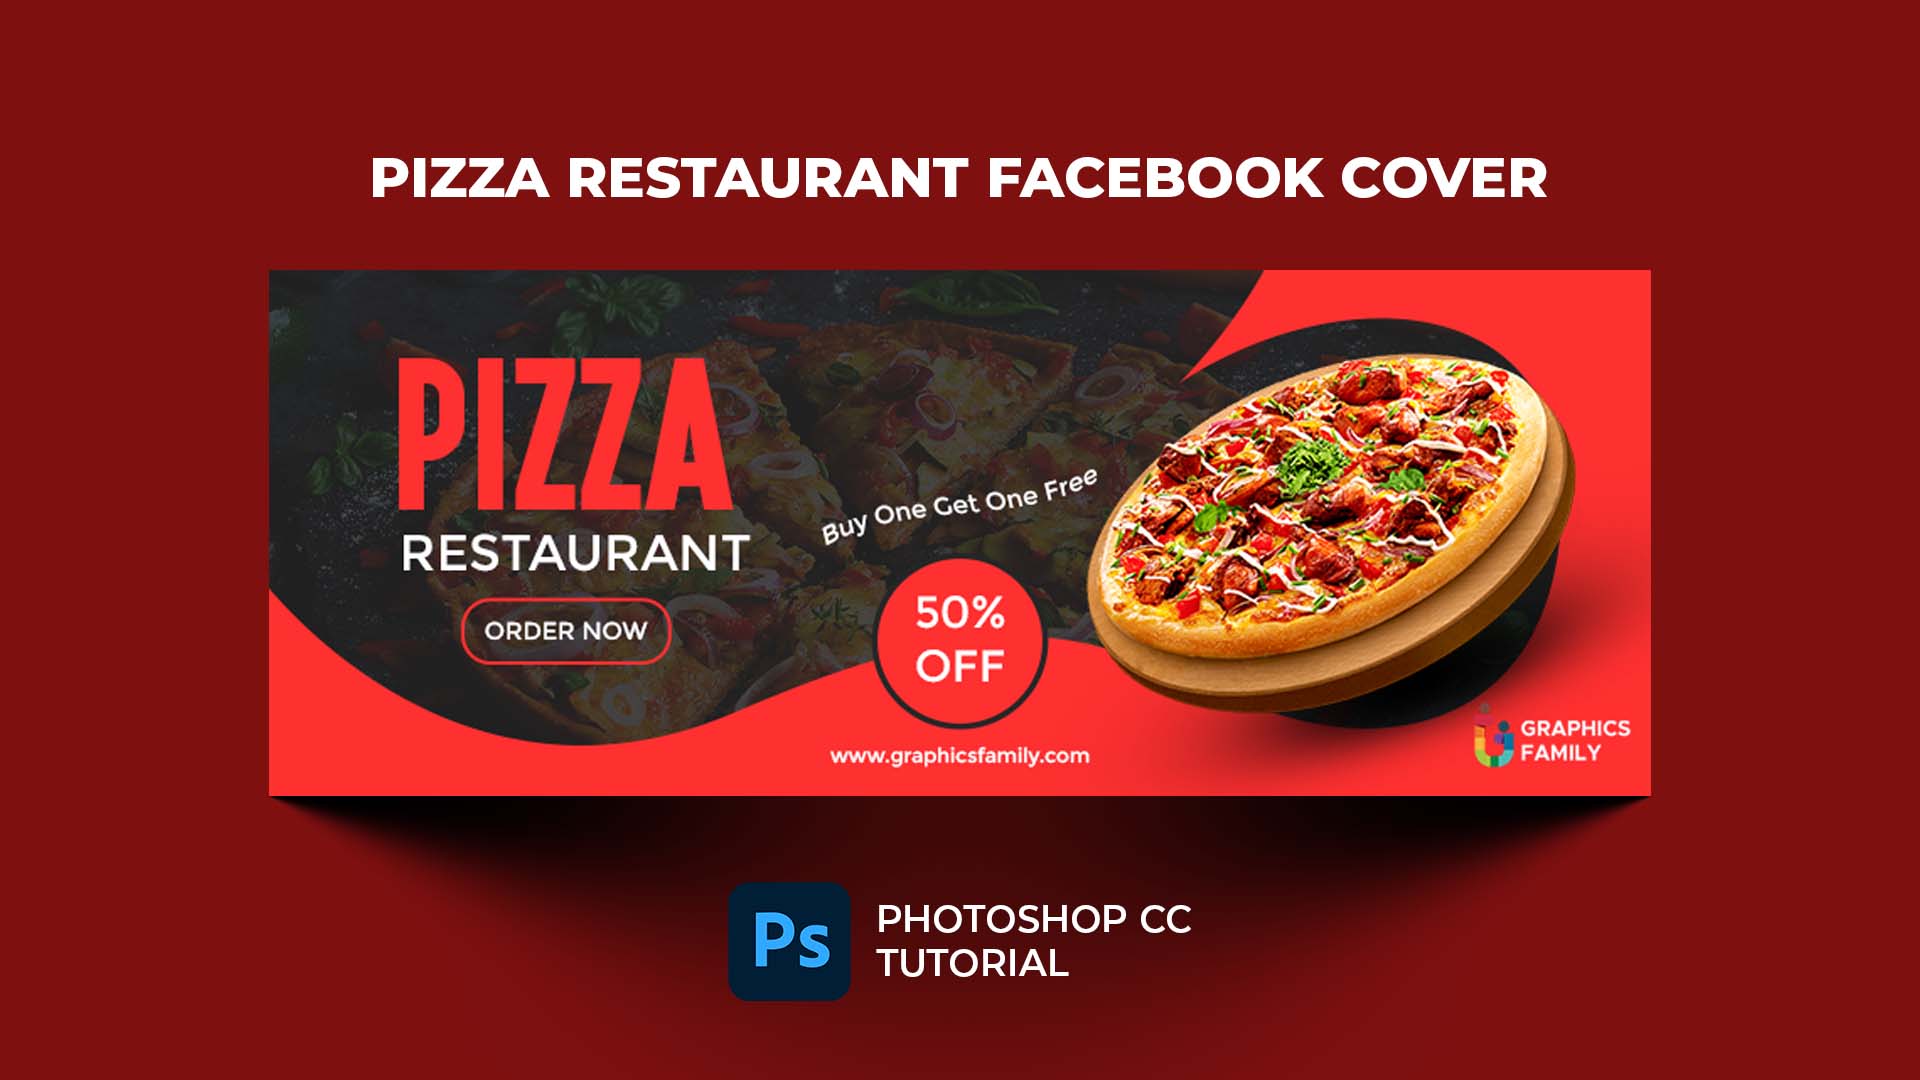 PIZZA RESTAURANT FACEBOOK COVER
PIZZA
RESTAURANT
ORDER NOW
Buy One Get One Free
50%
OFF
www.graphicsfamily.com
GRAPHICS
FAMILY
Ps
PHOTOSHOP CC
TUTORIAL